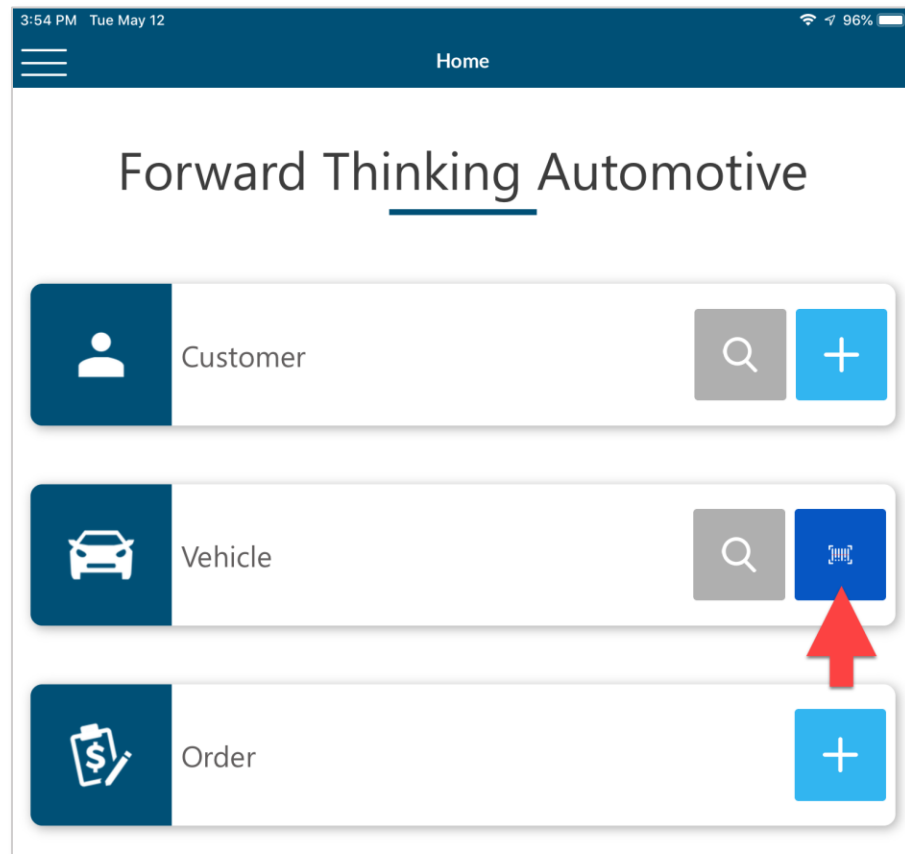 3:54 PM Tue May 12 96%
Home
Forward Thinking Automotive
Customer
Vehicle
Order